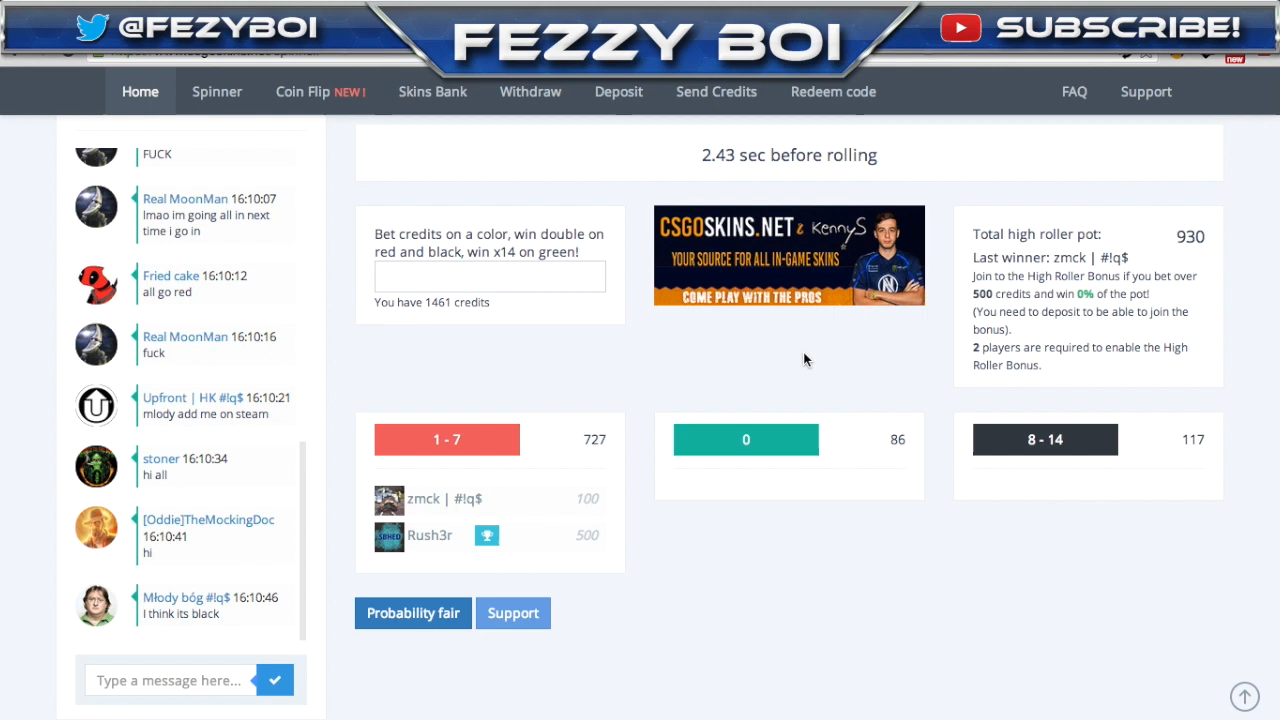 @FEZYBOI
FEZZY BOI
SUBSCRIBE!
new
Home
Spinner
Coin Flip NEW!
Skins Bank
Withdraw
Deposit
Send Credits
Redeem code
FAQ
Support
FUCK
Real MoonMan 16:10:07
lmao im going all in next
time i go in
Fried cake 16:10:12
all go red
Real MoonMan 16:10:16
fuck
Upfront | HK #!q$ 16:10:21
mlody add me on steam
stoner 16:10:34
hi all
[Oddie]TheMockingDoc
16:10:41
hi
Młody bóg #!q$ 16:10:46
I think its black
Type a message here...
2.43 sec before rolling
Bet credits on a color, win double on
red and black, win x14 on green!
You have 1461 credits
CSGOSKINS.NET & KennyS
YOUR SOURCE FOR ALL IN-GAME SKINS
COME PLAY WITH THE PROS
Total high roller pot: 930
Last winner: zmck | #!q$
Join to the High Roller Bonus if you bet over
500 credits and win 0% of the pot!
(You need to deposit to be able to join the
bonus).
2 players are required to enable the High
Roller Bonus.
1 - 7 727
zmck | #!q$ 100
SBHED
Rush3r 500
0 86
8 - 14 117
Probability fair
Support